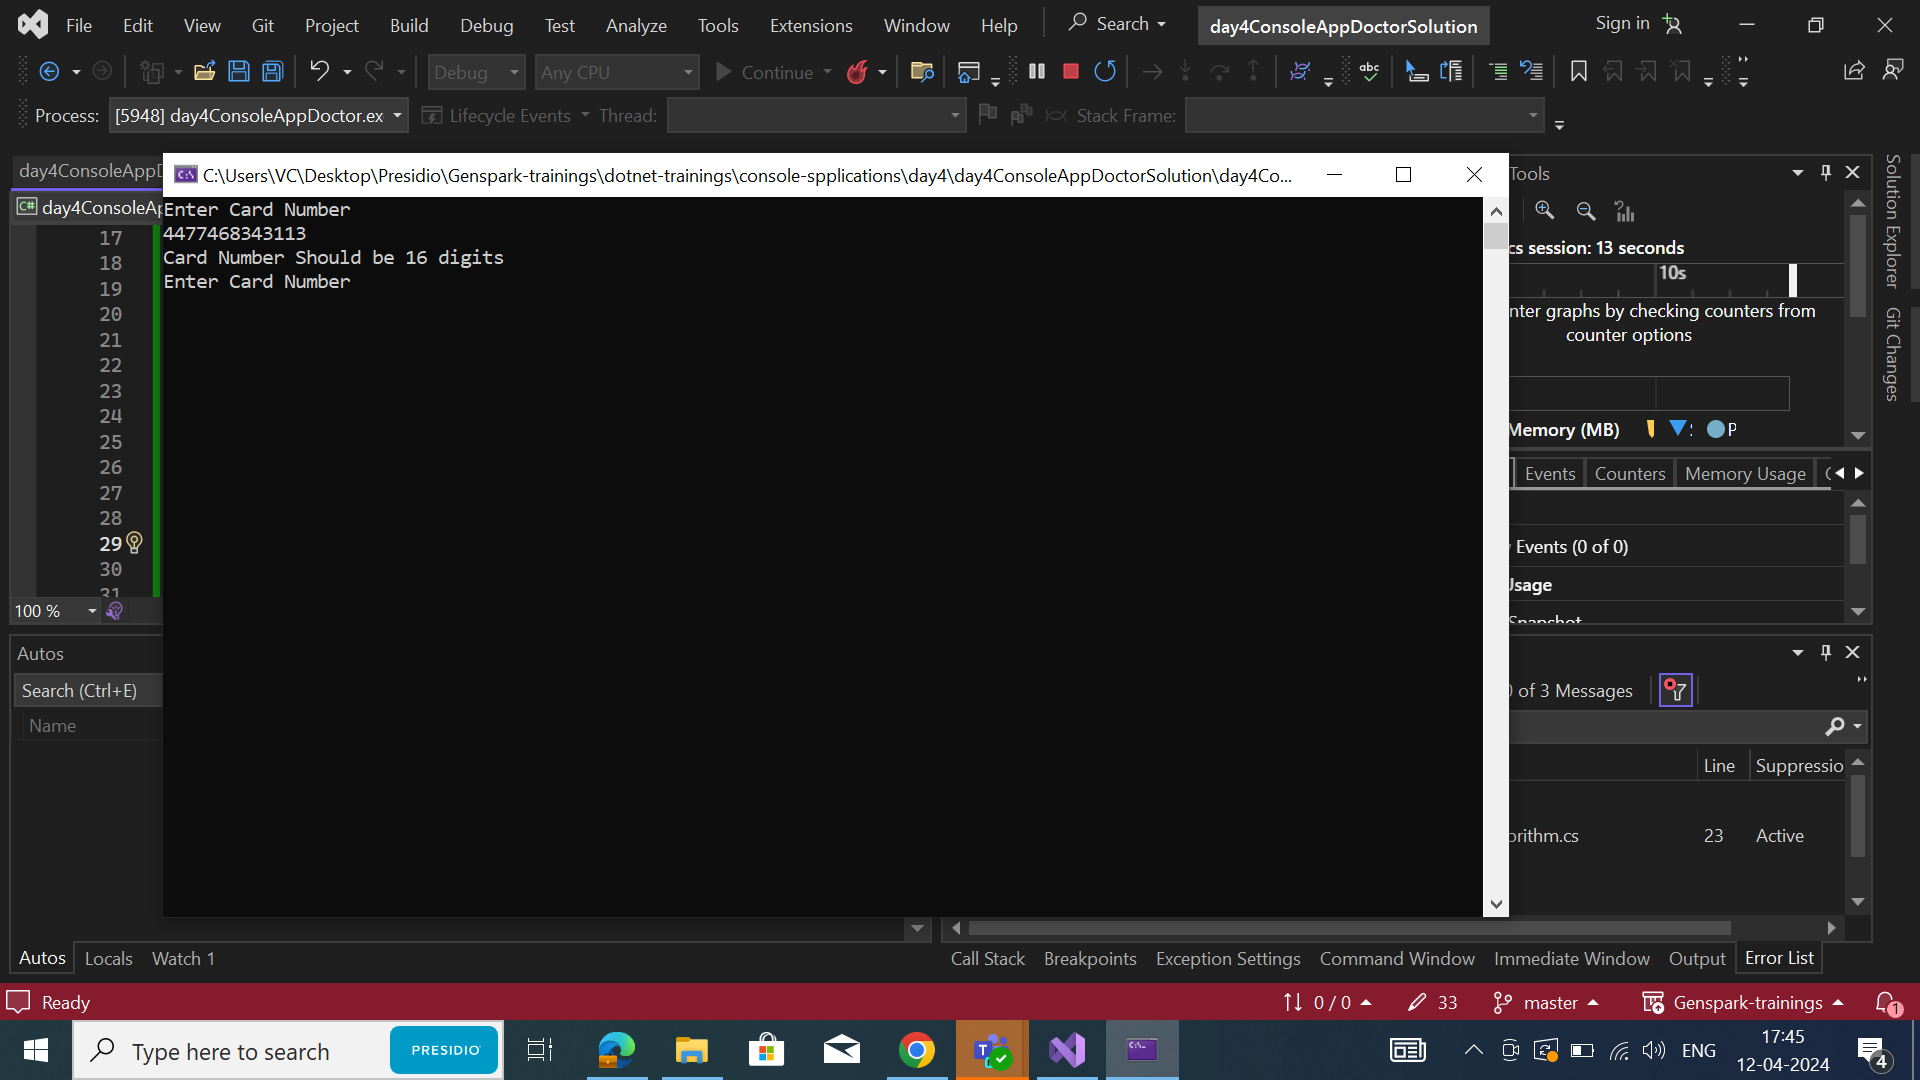 File Edit View Git Project Build Debug Test Analyze Tools Extensions Window Help Search day4ConsoleAppDoctorSolution Sign in
Debug Any CPU Continue
Process: [5948] day4ConsoleAppDoctor.ex Lifecycle Events Thread: Stack Frame:
day4ConsoleAppD
C:\Users\VC\Desktop\Presidio\Genspark-trainings\dotnet-trainings\console-spplications\day4\day4ConsoleAppDoctorSolution\day4Co...
Tools
C# day4ConsoleAp
Enter Card Number
4477468343113
Card Number Should be 16 digits
Enter Card Number
17
18
19
20
21
22
23
24
25
26
27
28
29
30
31
100 %
cs session: 13 seconds
10s
nter graphs by checking counters from
counter options
Memory (MB) P
Events Counters Memory Usage
Events (0 of 0)
Usage
Snapshot
Solution Explorer
Git Changes
Autos
Search (Ctrl+E)
Name
0 of 3 Messages
Line Suppressio
orithm.cs 23 Active
Autos Locals Watch 1
Call Stack Breakpoints Exception Settings Command Window Immediate Window Output Error List
Ready 0 / 0 33 master Genspark-trainings 1
Type here to search PRESIDIO
ENG
17:45
12-04-2024
4